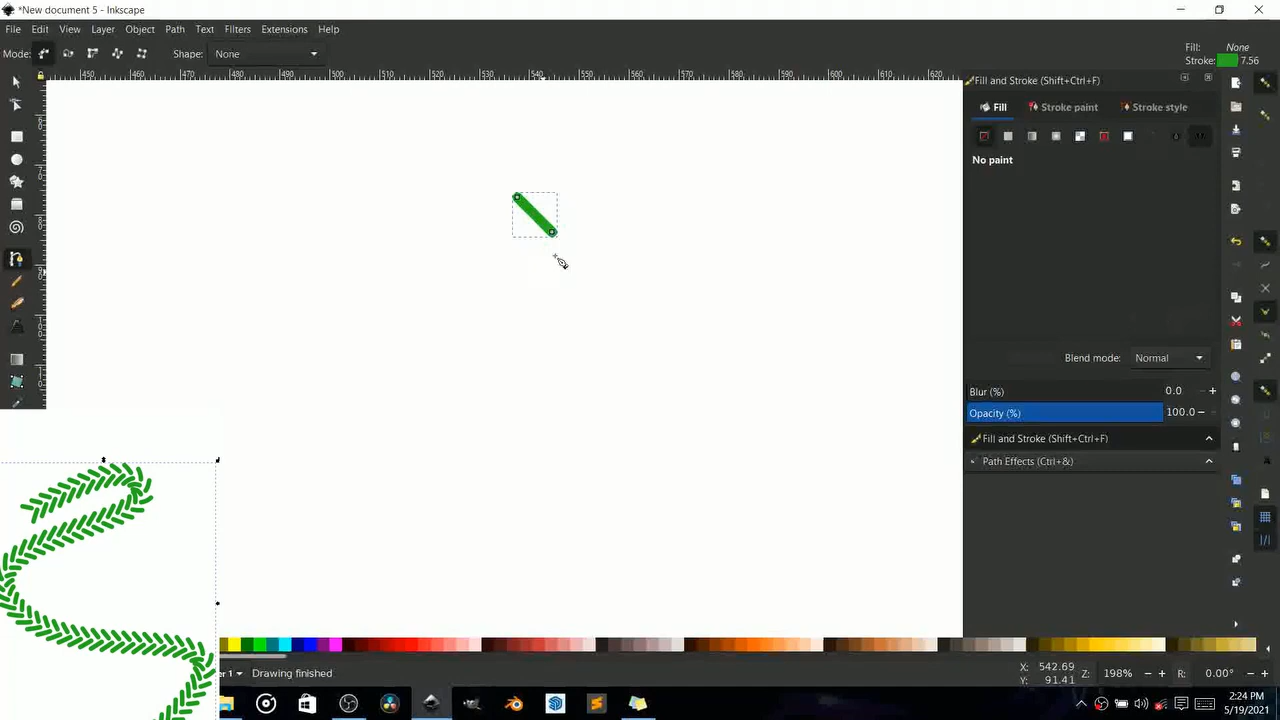 *New document 5 - Inkscape
File Edit View Layer Object Path Text Filters Extensions Help
Mode: Shape: None
Fill: None
Stroke: 7.56
450 460 470 480 490 500 510 520 530 540 550 560 570 580 590 600 610 620
Fill and Stroke (Shift+Ctrl+F)
Fill Stroke paint Stroke style
No paint
Blend mode: Normal
Blur (%) 0.0
Opacity (%) 100.0
Fill and Stroke (Shift+Ctrl+F)
Path Effects (Ctrl+&)
Drawing finished
X: 542.69
Y: 91.41
Z: 198%
R: 0.00°
2:24 PM
5/19/2021